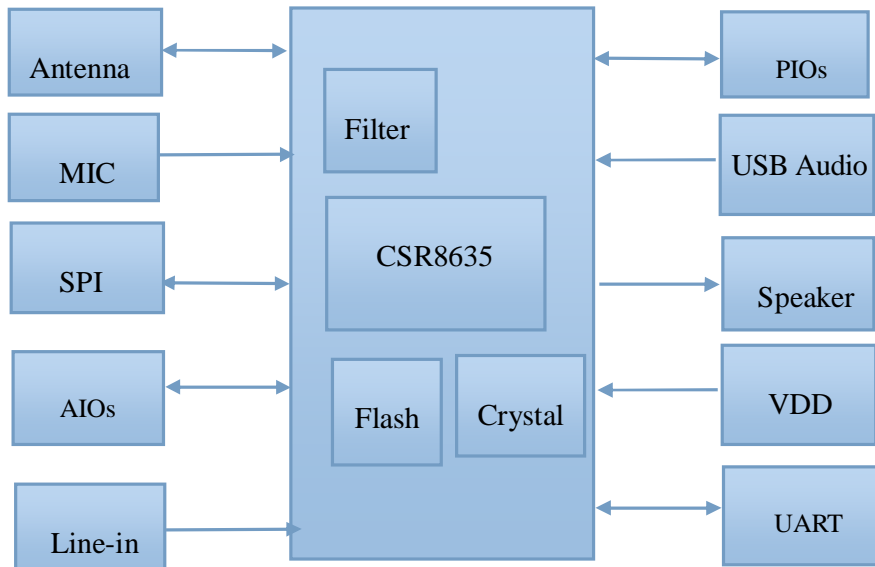 Antenna
MIC
SPI
AIOs
Line-in
Filter
CSR8635
Flash
Crystal
PIOs
USB Audio
Speaker
VDD
UART